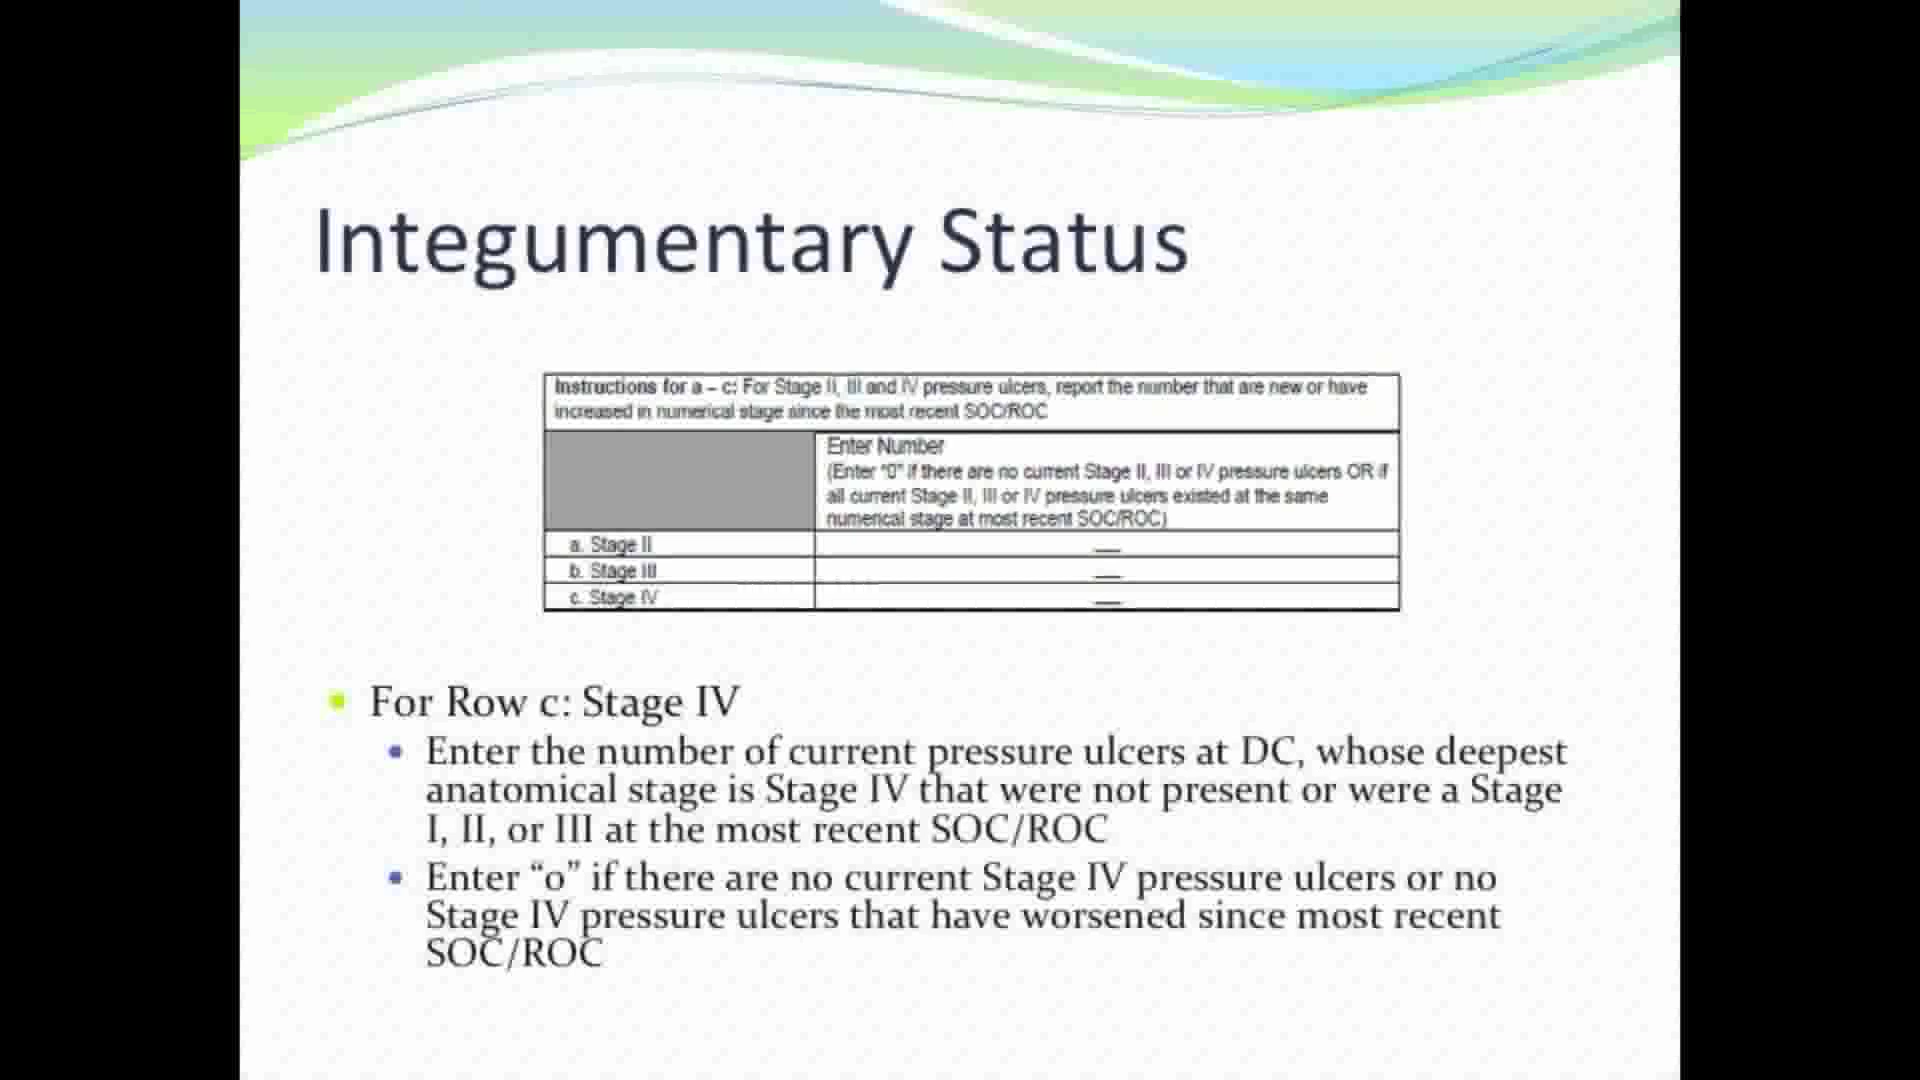 Integumentary Status
Instructions for a – c: For Stage II, III and IV pressure ulcers, report the number that are new or have
increased in numerical stage since the most recent SOC/ROC
Enter Number
(Enter "0" if there are no current Stage II, III or IV pressure ulcers OR if
all current Stage II, III or IV pressure ulcers existed at the same
numerical stage at most recent SOC/ROC)
a. Stage II __
b. Stage III __
c. Stage IV __
For Row c: Stage IV
Enter the number of current pressure ulcers at DC, whose deepest
anatomical stage is Stage IV that were not present or were a Stage
I, II, or III at the most recent SOC/ROC
Enter “0” if there are no current Stage IV pressure ulcers or no
Stage IV pressure ulcers that have worsened since most recent
SOC/ROC